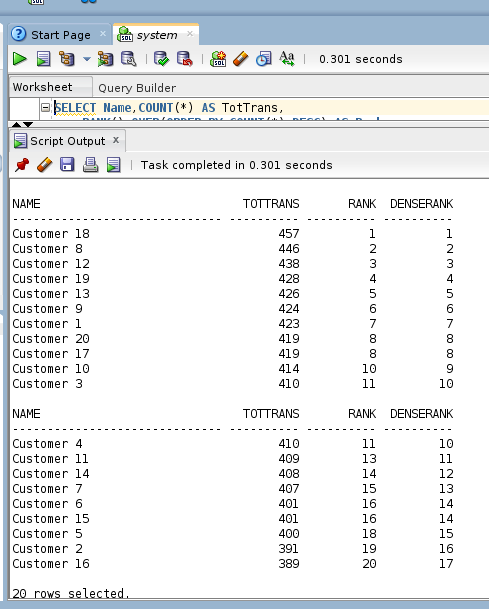 Start Page × system ×
0.301 seconds
Worksheet Query Builder
SELECT Name,COUNT(*) AS TotTrans,
Script Output ×
Task completed in 0.301 seconds
NAME TOTTRANS RANK DENSERANK
------------------------------ ---------- ---------- ----------
Customer 18 457 1 1
Customer 8 446 2 2
Customer 12 438 3 3
Customer 19 428 4 4
Customer 13 426 5 5
Customer 9 424 6 6
Customer 1 423 7 7
Customer 20 419 8 8
Customer 17 419 8 8
Customer 10 414 10 9
Customer 3 410 11 10
NAME TOTTRANS RANK DENSERANK
------------------------------ ---------- ---------- ----------
Customer 4 410 11 10
Customer 11 409 13 11
Customer 14 408 14 12
Customer 7 407 15 13
Customer 6 401 16 14
Customer 15 401 16 14
Customer 5 400 18 15
Customer 2 391 19 16
Customer 16 389 20 17
20 rows selected.